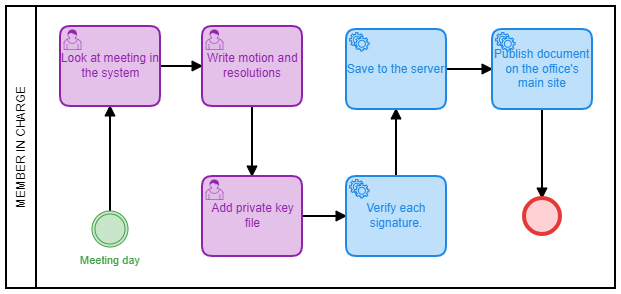 MEMBER IN CHARGE
Look at meeting in
the system
Write motion and
resolutions
Save to the server
Publish document
on the office's
main site
Add private key
file
Verify each
signature.
Meeting day